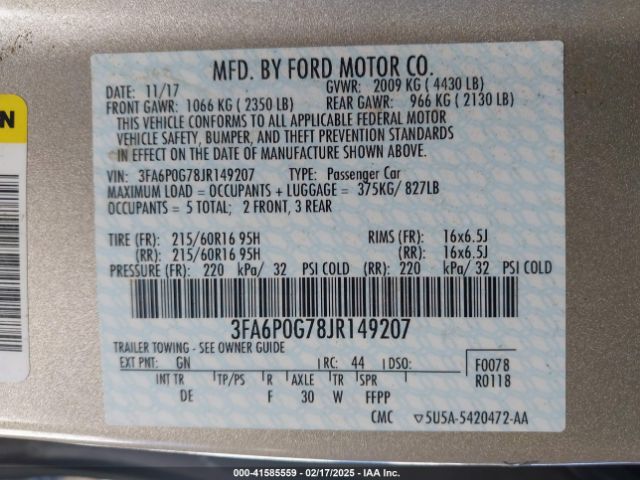 MFD. BY FORD MOTOR CO.
DATE: 11/17 GVWR: 2009 KG ( 4430 LB)
FRONT GAWR: 1066 KG ( 2350 LB) REAR GAWR: 966 KG ( 2130 LB)
THIS VEHICLE CONFORMS TO ALL APPLICABLE FEDERAL MOTOR
VEHICLE SAFETY, BUMPER, AND THEFT PREVENTION STANDARDS
IN EFFECT ON THE DATE OF MANUFACTURE SHOWN ABOVE.
VIN: 3FA6P0G78JR149207 TYPE: Passenger Car
MAXIMUM LOAD = OCCUPANTS + LUGGAGE = 375KG/ 827LB
OCCUPANTS = 5 TOTAL; 2 FRONT, 3 REAR
TIRE (FR): 215/60R16 95H RIMS (FR): 16x6.5J
(RR): 215/60R16 95H (RR): 16x6.5J
PRESSURE (FR): 220 kPa/ 32 PSI COLD (RR): 220 kPa/ 32 PSI COLD
3FA6P0G78JR149207
TRAILER TOWING - SEE OWNER GUIDE
EXT PNT: GN RC: 44 DSO: F0078
INT TR TP/PS R AXLE TR SPR R0118
DE F 30 W FFPP
CMC ▽5U5A-5420472-AA
000-41585559 - 02/17/2025 - IAA Inc.